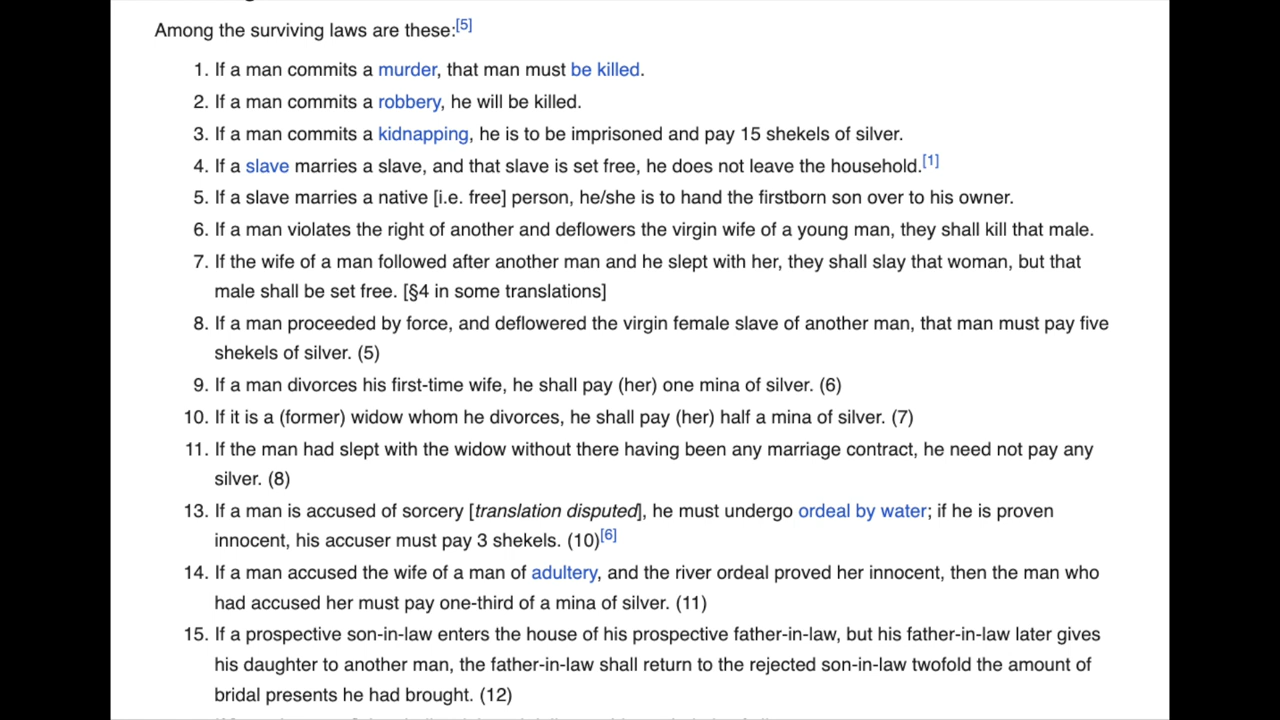 Among the surviving laws are these:[5]
1. If a man commits a murder, that man must be killed.
2. If a man commits a robbery, he will be killed.
3. If a man commits a kidnapping, he is to be imprisoned and pay 15 shekels of silver.
4. If a slave marries a slave, and that slave is set free, he does not leave the household.[1]
5. If a slave marries a native [i.e. free] person, he/she is to hand the firstborn son over to his owner.
6. If a man violates the right of another and deflowers the virgin wife of a young man, they shall kill that male.
7. If the wife of a man followed after another man and he slept with her, they shall slay that woman, but that
male shall be set free. [§4 in some translations]
8. If a man proceeded by force, and deflowered the virgin female slave of another man, that man must pay five
shekels of silver. (5)
9. If a man divorces his first-time wife, he shall pay (her) one mina of silver. (6)
10. If it is a (former) widow whom he divorces, he shall pay (her) half a mina of silver. (7)
11. If the man had slept with the widow without there having been any marriage contract, he need not pay any
silver. (8)
13. If a man is accused of sorcery [translation disputed], he must undergo ordeal by water; if he is proven
innocent, his accuser must pay 3 shekels. (10)[6]
14. If a man accused the wife of a man of adultery, and the river ordeal proved her innocent, then the man who
had accused her must pay one-third of a mina of silver. (11)
15. If a prospective son-in-law enters the house of his prospective father-in-law, but his father-in-law later gives
his daughter to another man, the father-in-law shall return to the rejected son-in-law twofold the amount of
bridal presents he had brought. (12)